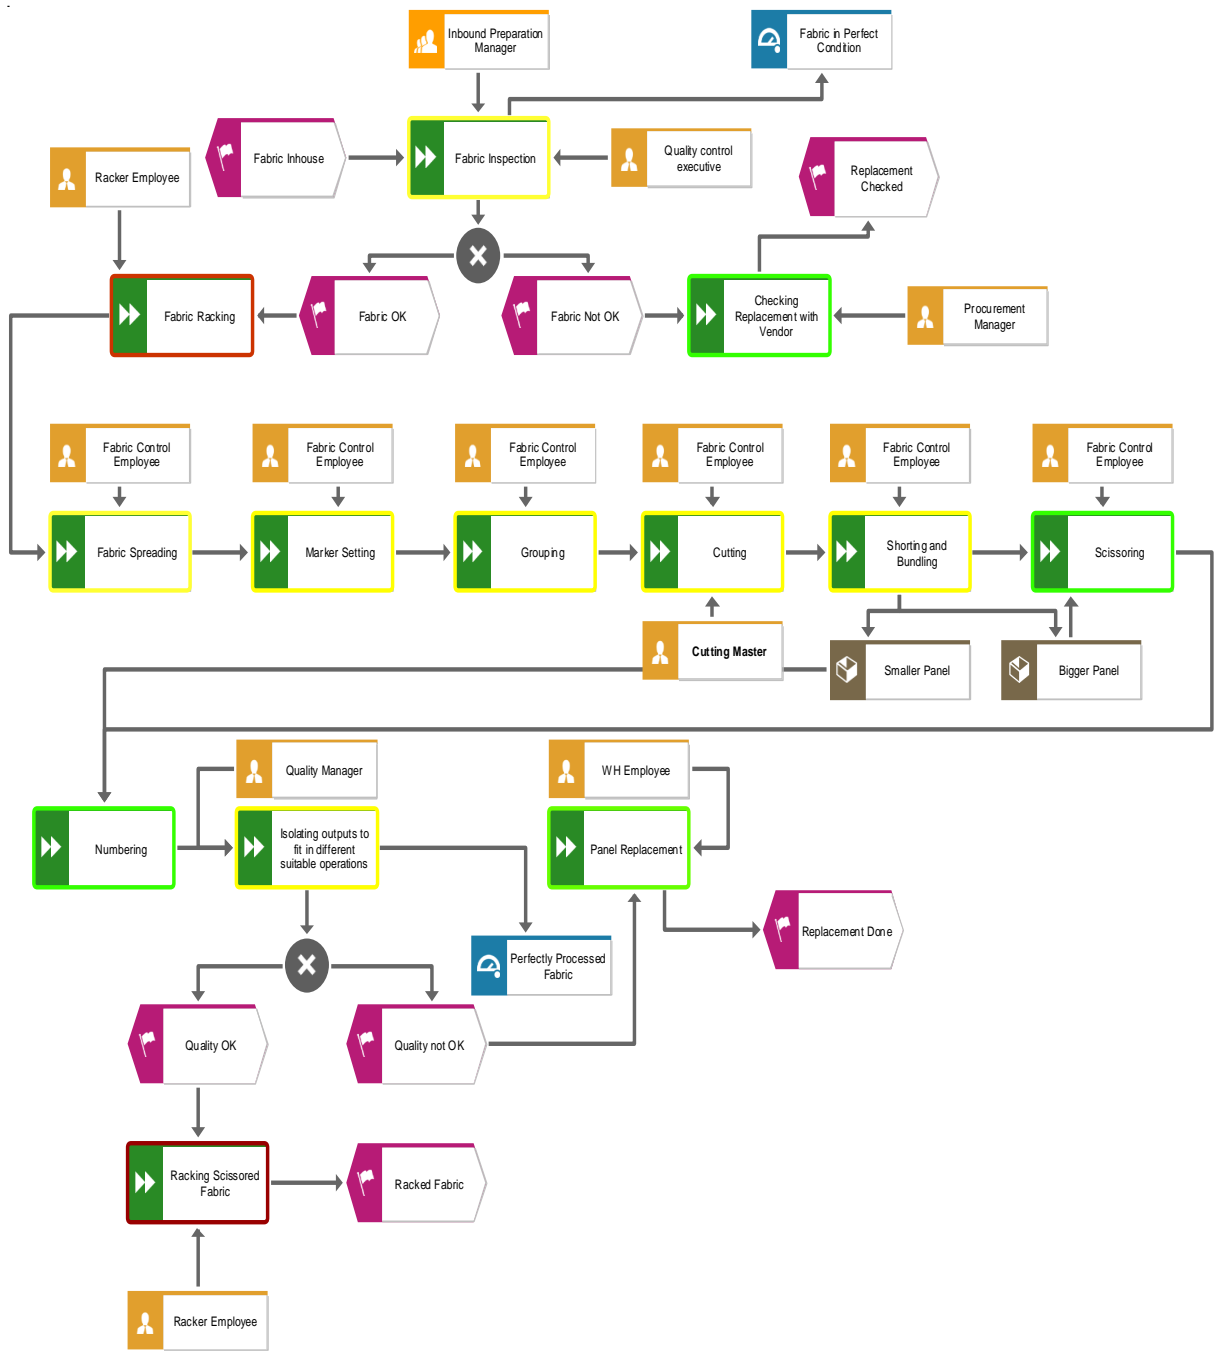 Inbound Preparation
Manager
Fabric in Perfect
Condition
Fabric Inhouse
Fabric Inspection
Quality control
executive
Racker Employee
Replacement
Checked
Fabric Racking
Fabric OK
Fabric Not OK
Checking
Replacement with
Vendor
Procurement
Manager
Fabric Control
Employee
Fabric Control
Employee
Fabric Control
Employee
Fabric Control
Employee
Fabric Control
Employee
Fabric Control
Employee
Fabric Spreading
Marker Setting
Grouping
Cutting
Shorting and
Bundling
Scissoring
Cutting Master
Smaller Panel
Bigger Panel
Quality Manager
WH Employee
Numbering
Isolating outputs to
fit in different
suitable operations
Panel Replacement
Replacement Done
Perfectly Processed
Fabric
Quality OK
Quality not OK
Racking Scissored
Fabric
Racked Fabric
Racker Employee